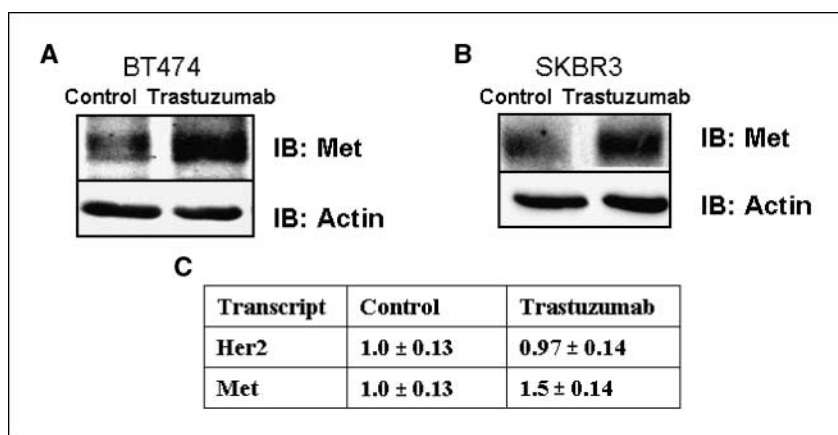 A
BT474
Control Trastuzumab
IB: Met
IB: Actin
B
SKBR3
Control Trastuzumab
IB: Met
IB: Actin
C
Transcript Control Trastuzumab
Her2 1.0 ± 0.13 0.97 ± 0.14
Met 1.0 ± 0.13 1.5 ± 0.14